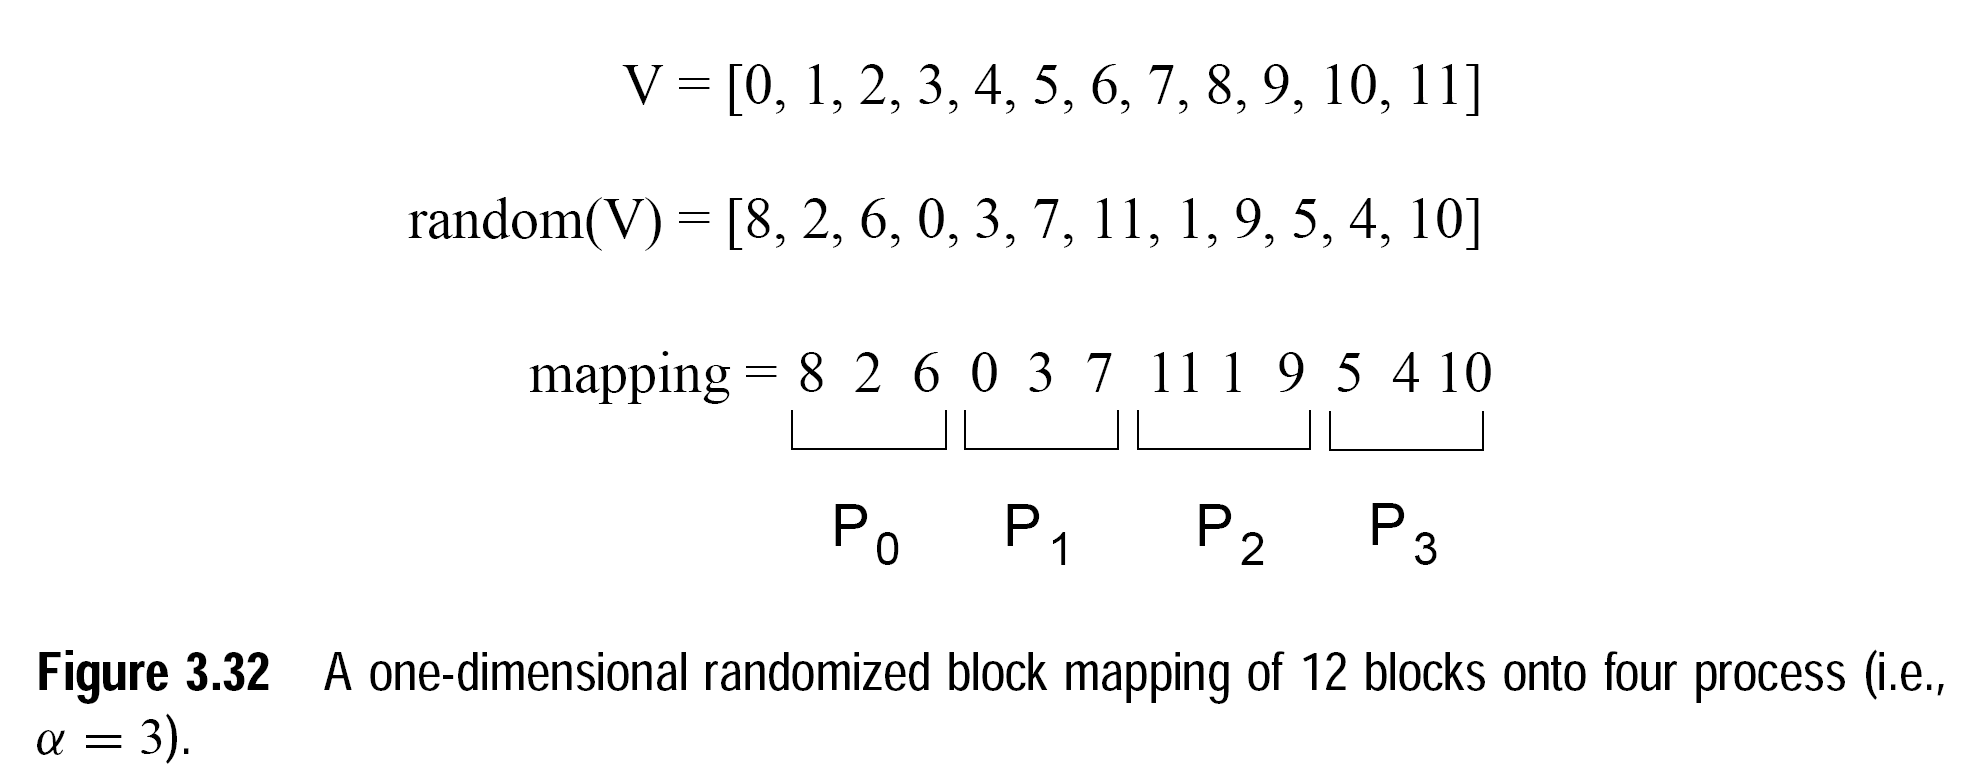 V = [0, 1, 2, 3, 4, 5, 6, 7, 8, 9, 10, 11]
random(V) = [8, 2, 6, 0, 3, 7, 11, 1, 9, 5, 4, 10]
mapping = 8 2 6 0 3 7 11 1 9 5 4 10
P0 P1 P2 P3
Figure 3.32 A one-dimensional randomized block mapping of 12 blocks onto four process (i.e.,
α = 3).